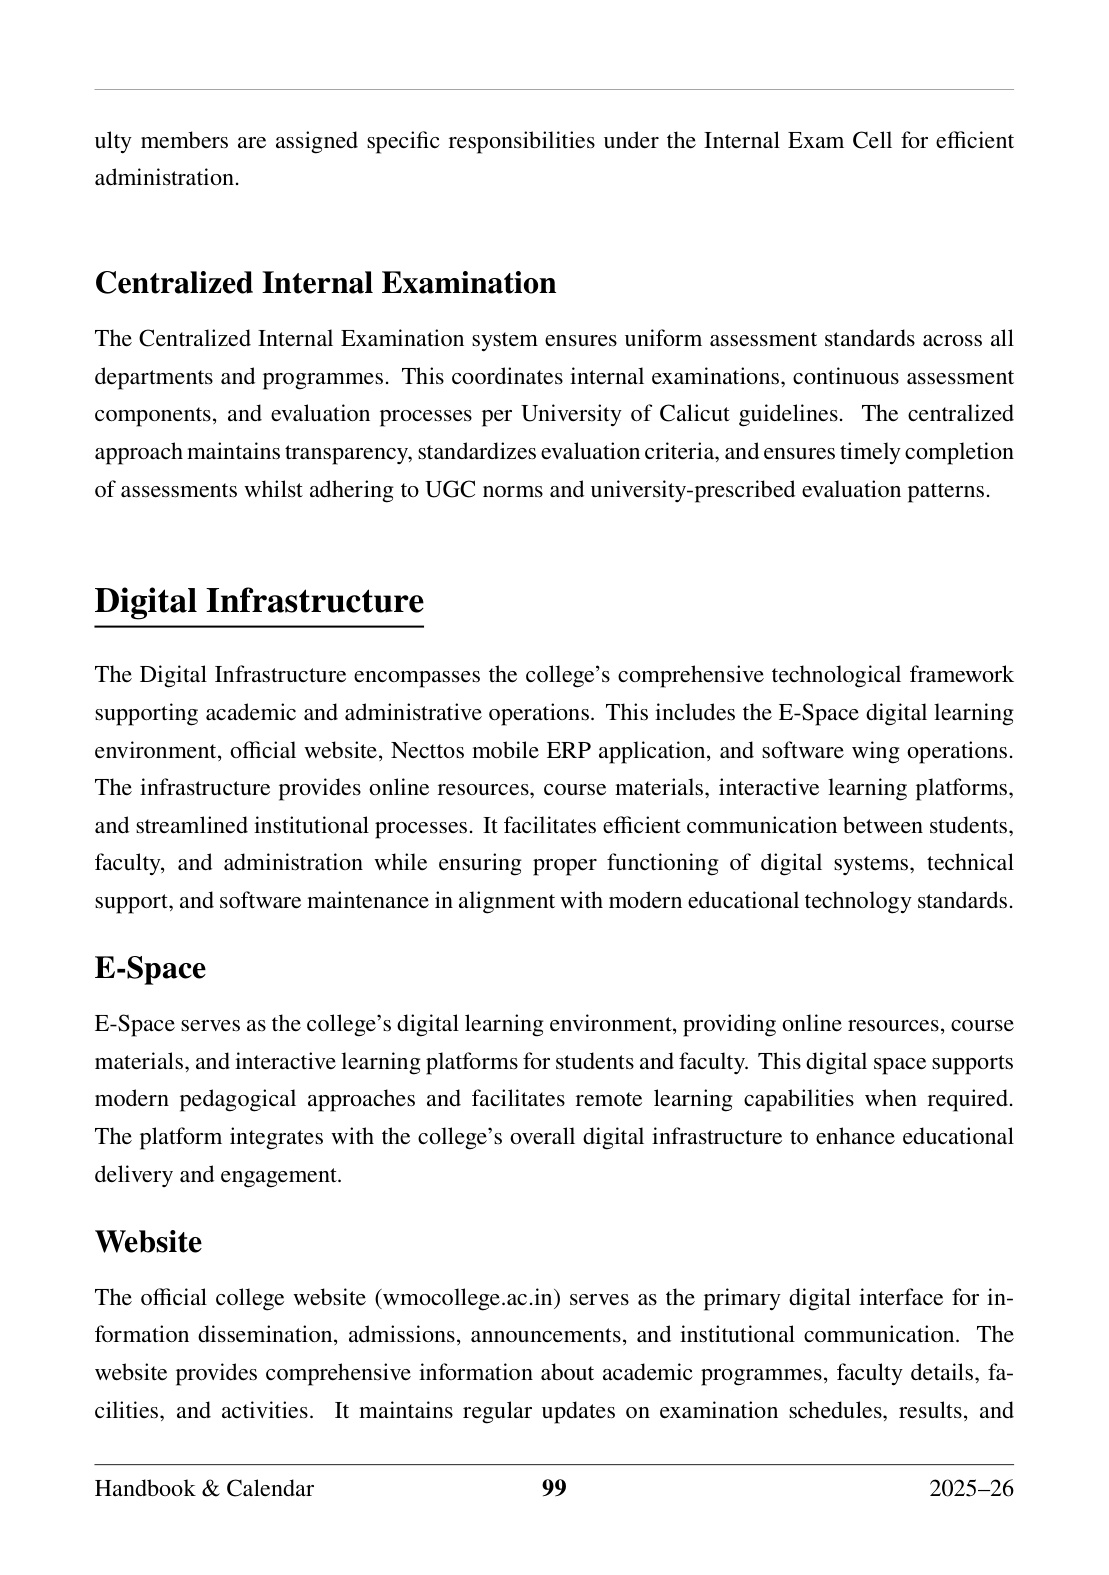 ulty members are assigned specific responsibilities under the Internal Exam Cell for efficient
administration.
Centralized Internal Examination
The Centralized Internal Examination system ensures uniform assessment standards across all
departments and programmes. This coordinates internal examinations, continuous assessment
components, and evaluation processes per University of Calicut guidelines. The centralized
approach maintains transparency, standardizes evaluation criteria, and ensures timely completion
of assessments whilst adhering to UGC norms and university-prescribed evaluation patterns.
Digital Infrastructure
The Digital Infrastructure encompasses the college’s comprehensive technological framework
supporting academic and administrative operations. This includes the E-Space digital learning
environment, official website, Necttos mobile ERP application, and software wing operations.
The infrastructure provides online resources, course materials, interactive learning platforms,
and streamlined institutional processes. It facilitates efficient communication between students,
faculty, and administration while ensuring proper functioning of digital systems, technical
support, and software maintenance in alignment with modern educational technology standards.
E-Space
E-Space serves as the college’s digital learning environment, providing online resources, course
materials, and interactive learning platforms for students and faculty. This digital space supports
modern pedagogical approaches and facilitates remote learning capabilities when required.
The platform integrates with the college’s overall digital infrastructure to enhance educational
delivery and engagement.
Website
The official college website (wmocollege.ac.in) serves as the primary digital interface for in-
formation dissemination, admissions, announcements, and institutional communication. The
website provides comprehensive information about academic programmes, faculty details, fa-
cilities, and activities. It maintains regular updates on examination schedules, results, and
Handbook & Calendar 99 2025–26